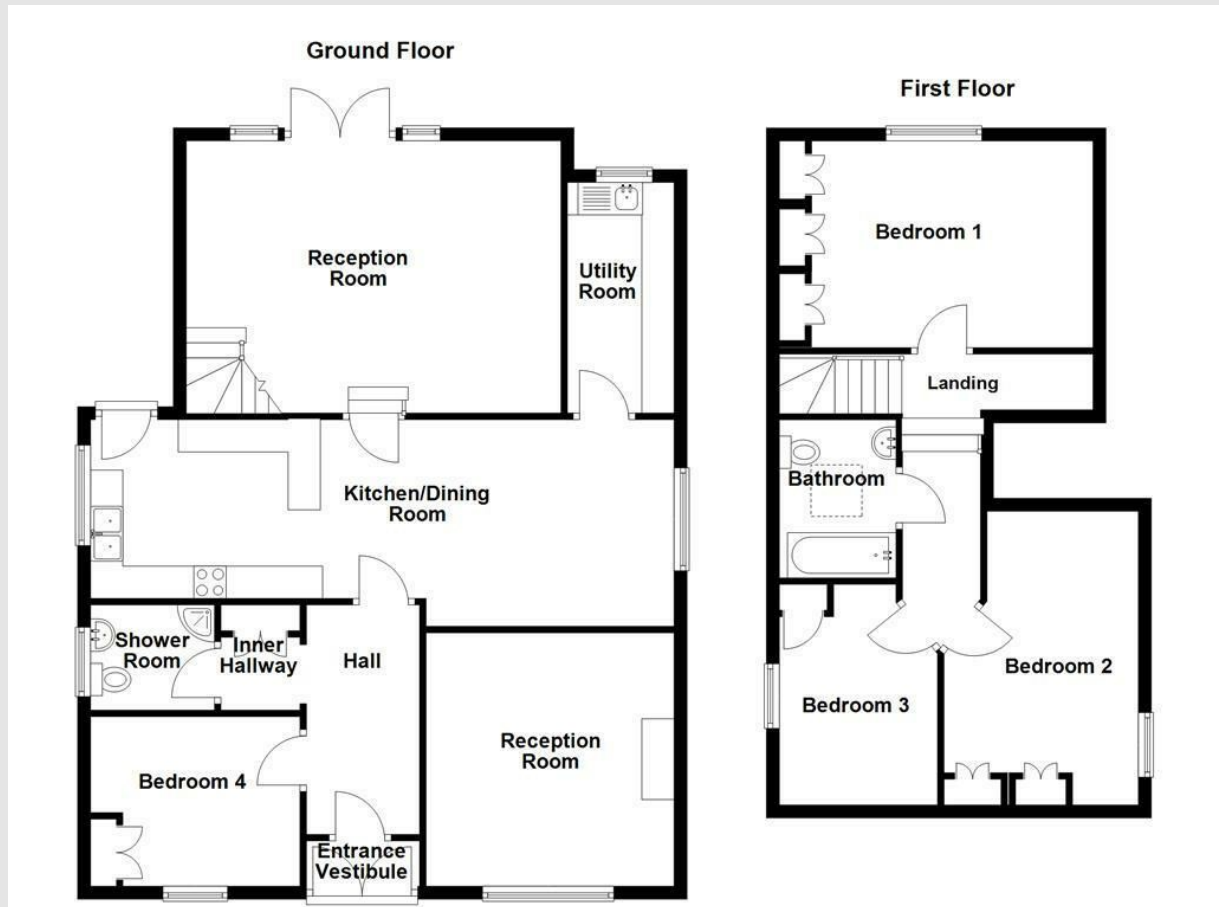 Ground Floor
Reception
Room
Utility
Room
Kitchen/Dining
Room
Shower
Room
Inner
Hallway
Hall
Bedroom 4
Reception
Room
Entrance
Vestibule
First Floor
Bedroom 1
Landing
Bathroom
Bedroom 2
Bedroom 3